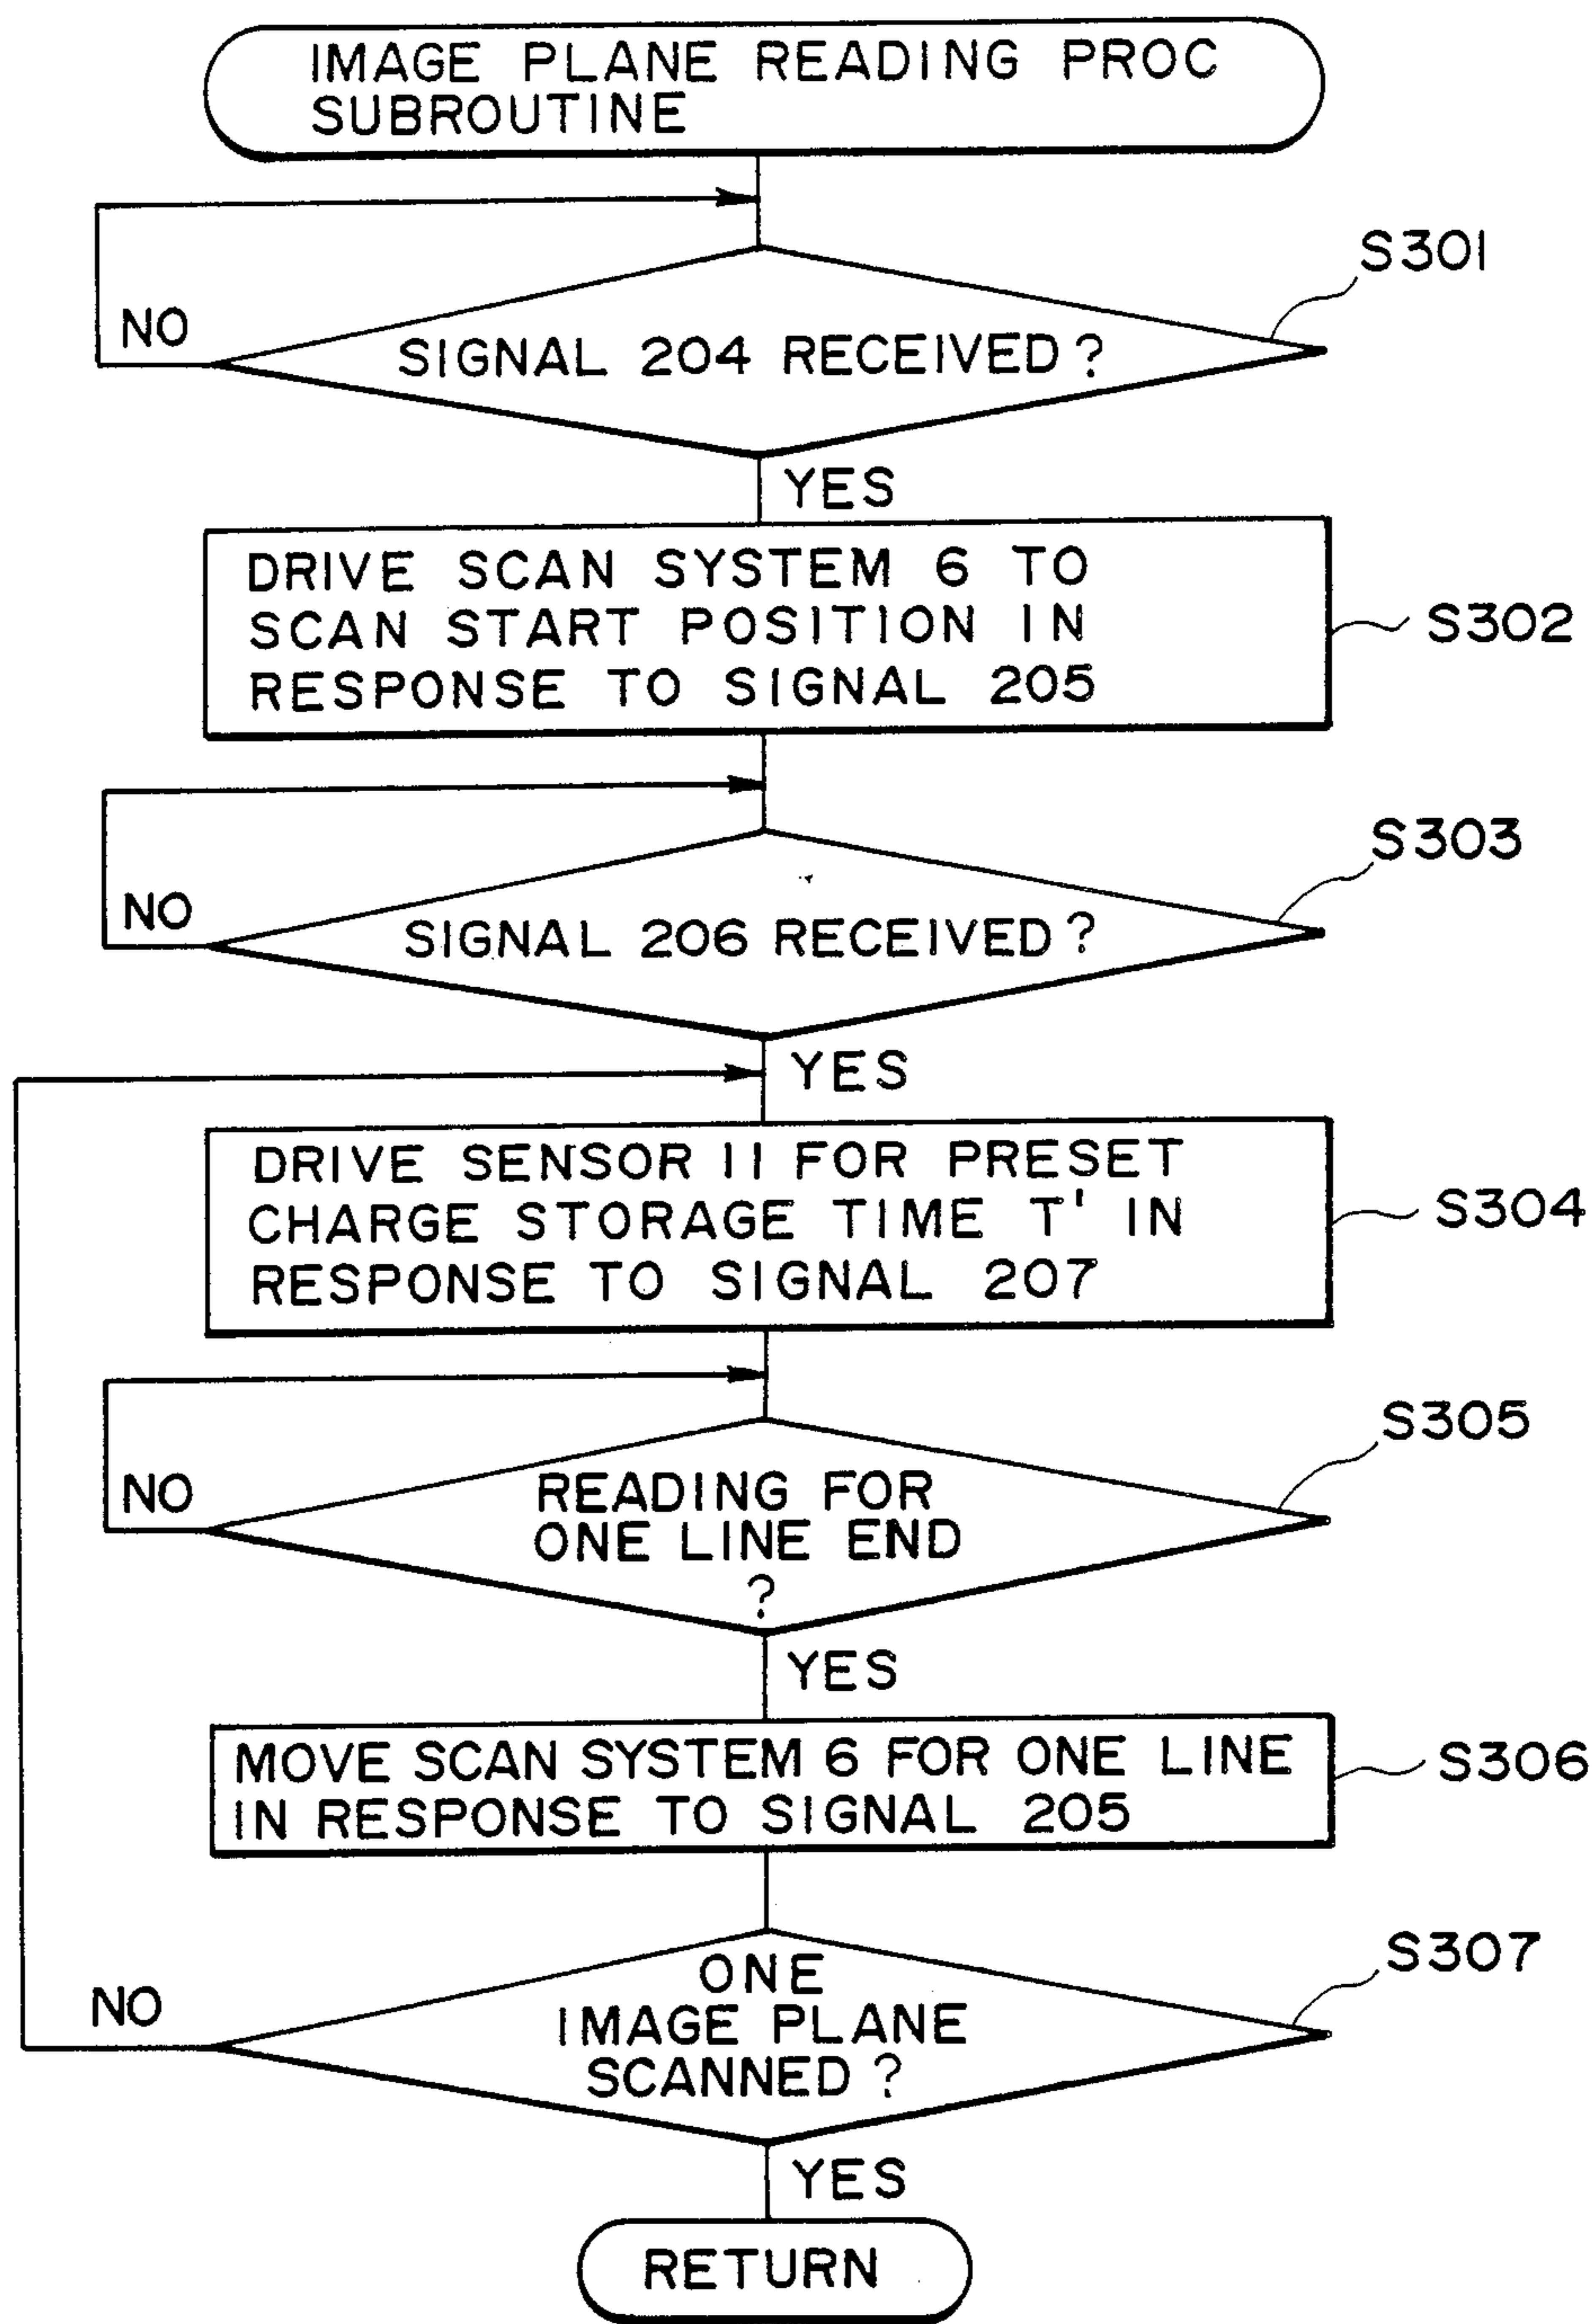 IMAGE PLANE READING PROC
SUBROUTINE
S301
NO
SIGNAL 204 RECEIVED?
YES
DRIVE SCAN SYSTEM 6 TO
SCAN START POSITION IN
RESPONSE TO SIGNAL 205
S302
S303
NO
SIGNAL 206 RECEIVED?
YES
DRIVE SENSOR 11 FOR PRESET
CHARGE STORAGE TIME T' IN
RESPONSE TO SIGNAL 207
S304
S305
NO
READING FOR
ONE LINE END
?
YES
MOVE SCAN SYSTEM 6 FOR ONE LINE
IN RESPONSE TO SIGNAL 205
S306
S307
NO
ONE
IMAGE PLANE
SCANNED?
YES
RETURN